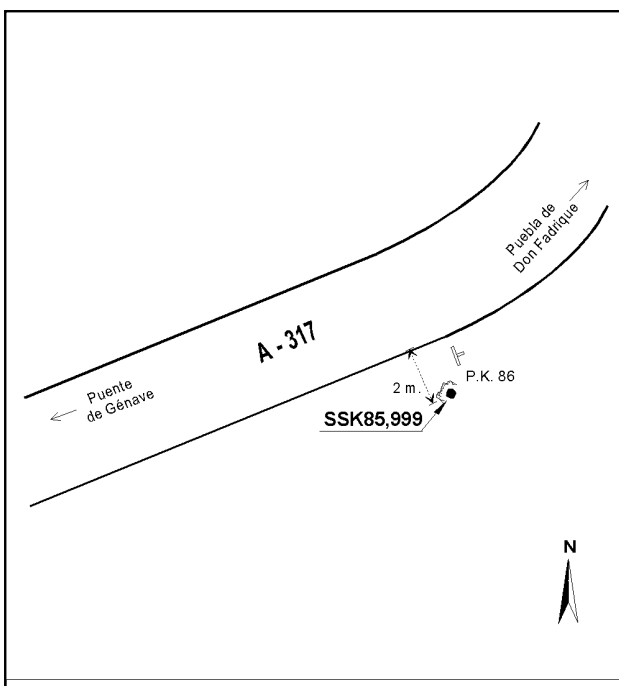 Puebla de
Don Fadrique
A - 317
Puente
de Génave
P.K. 86
2 m.
SSK85,999
N